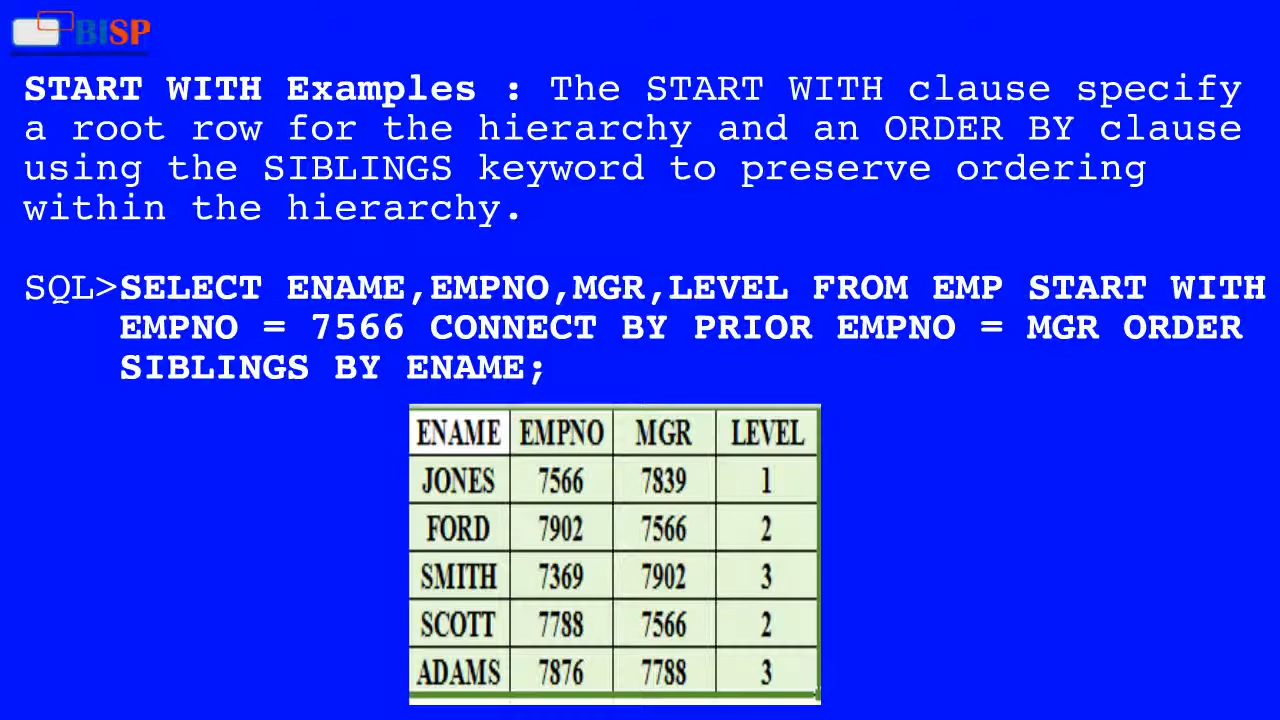 BISP
START WITH Examples : The START WITH clause specify
a root row for the hierarchy and an ORDER BY clause
using the SIBLINGS keyword to preserve ordering
within the hierarchy.
SQL>SELECT ENAME,EMPNO,MGR,LEVEL FROM EMP START WITH
EMPNO = 7566 CONNECT BY PRIOR EMPNO = MGR ORDER
SIBLINGS BY ENAME;
ENAME EMPNO MGR LEVEL
JONES 7566 7839 1
FORD 7902 7566 2
SMITH 7369 7902 3
SCOTT 7788 7566 2
ADAMS 7876 7788 3